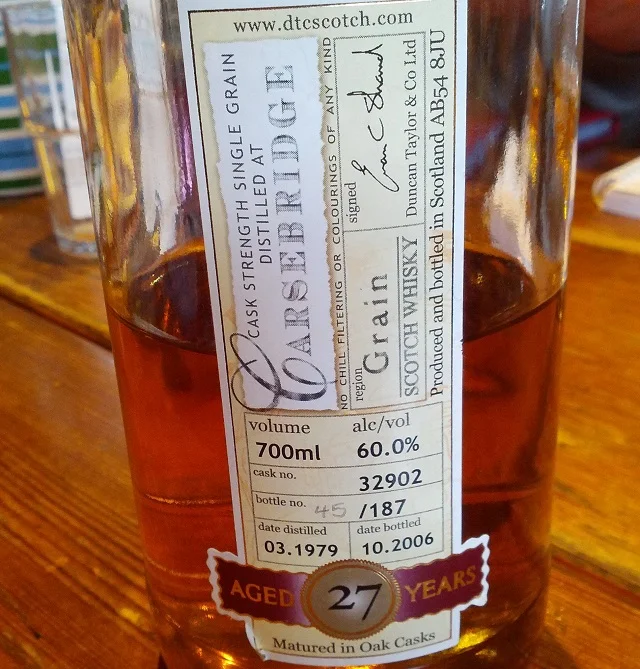 www.dtcscotch.com
CASK STRENGTH SINGLE GRAIN
DISTILLED AT
CARSEBRIDGE
NO CHILL FILTERING OR COLOURINGS OF ANY KIND
region
Grain
SCOTCH WHISKY
signed
Euan C Shand
Duncan Taylor & Co Ltd
Produced and bottled in Scotland AB54 8JU
volume
700ml
alc/vol
60.0%
cask no.
32902
bottle no. 45 /187
date distilled
03.1979
date bottled
10.2006
AGED 27 YEARS
Matured in Oak Casks